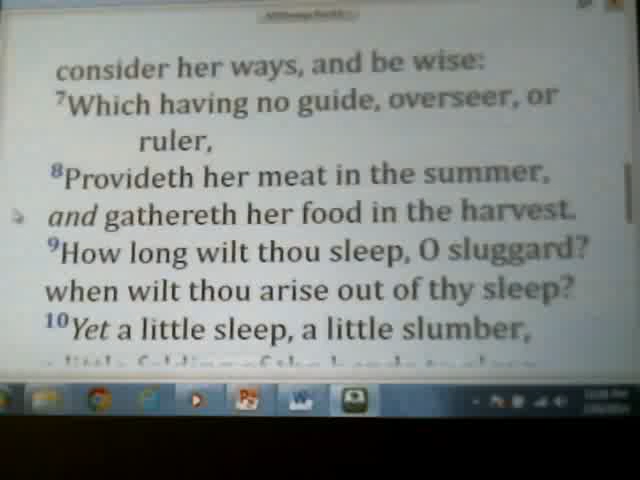 consider her ways, and be wise:
7Which having no guide, overseer, or
ruler,
8Provideth her meat in the summer,
and gathereth her food in the harvest.
9How long wilt thou sleep, O sluggard?
when wilt thou arise out of thy sleep?
10Yet a little sleep, a little slumber,